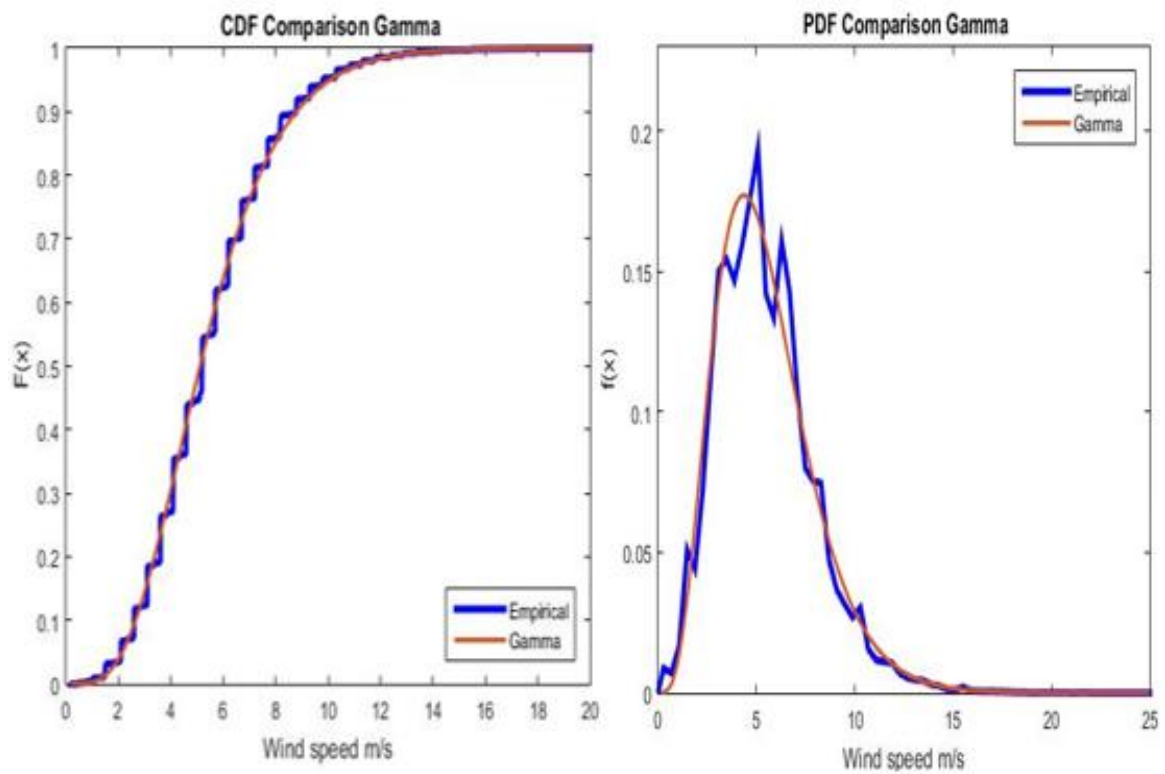 CDF Comparison Gamma
1
0.9
0.8
0.7
0.6
0.5
0.4
0.3
0.2
0.1
0
F(x)
Empirical
Gamma
0 2 4 6 8 10 12 14 16 18 20
Wind speed m/s
PDF Comparison Gamma
0.2
0.15
0.1
0.05
0
f(x)
Empirical
Gamma
0 5 10 15 20 25
Wind speed m/s